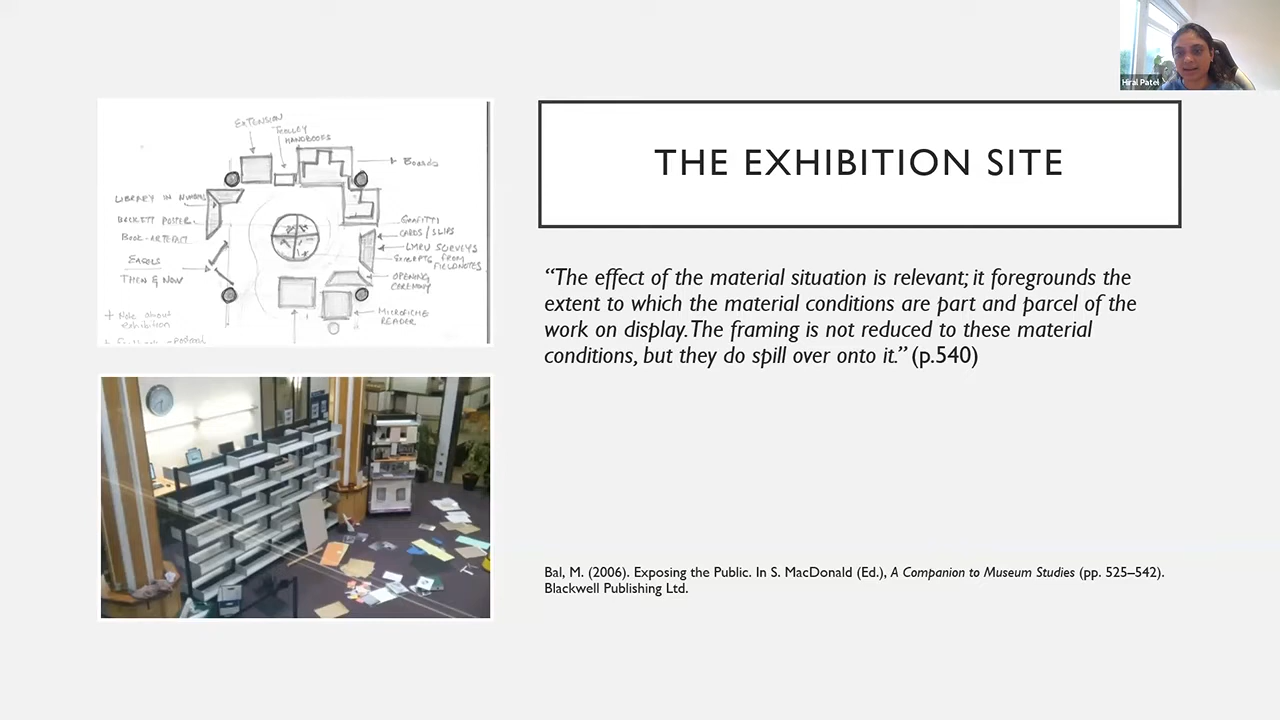 Hiral Patel
EXTENSION
TROLLEY
HANDBOOKS
Boards
LIBRARY IN NUMBERS
BECKETT POSTER
BOOK-ARTEFACT
EASELS
THEN & NOW
+ Note about
exhibition
GRAFITTI
CARDS / SLIPS
LMRU SURVEYS
EXCERPTS FROM
FIELDNOTES
OPENING
CEREMONY
MICROFICHE
READER
THE EXHIBITION SITE
“The effect of the material situation is relevant; it foregrounds the
extent to which the material conditions are part and parcel of the
work on display. The framing is not reduced to these material
conditions, but they do spill over onto it.” (p.540)
Bal, M. (2006). Exposing the Public. In S. MacDonald (Ed.), A Companion to Museum Studies (pp. 525–542).
Blackwell Publishing Ltd.